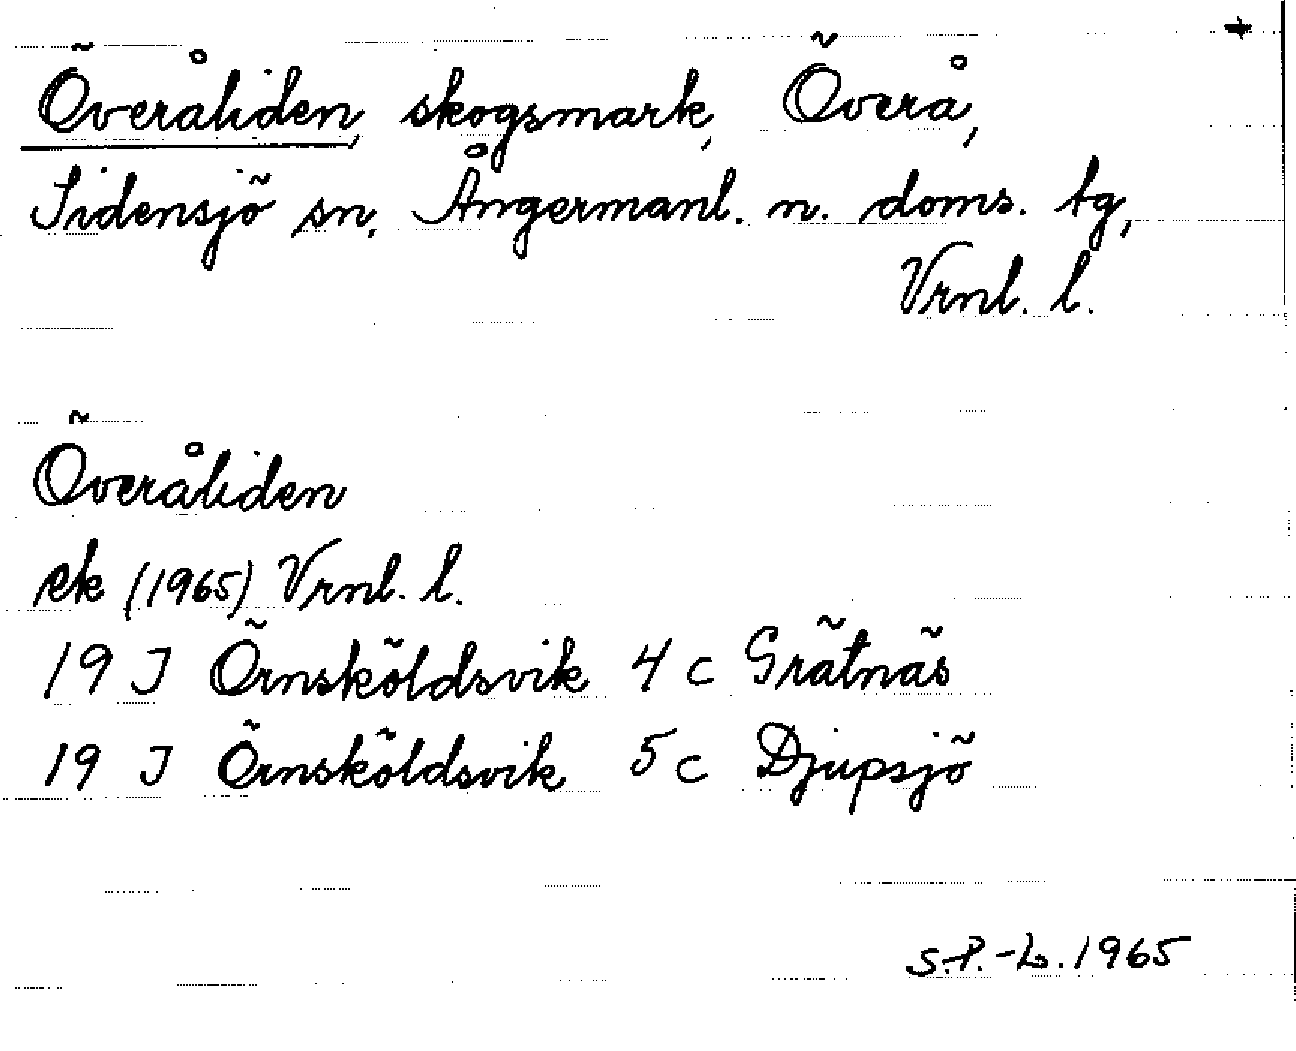 +
Överåliden, skogsmark, Överå,
Sidensjö sn, Ångermanl. n. doms. tg,
Vrnl. l.
Överåliden
ek (1965) Vrnl. l.
19 J Örnsköldsvik 4 c Grätnäs
19 J Örnsköldsvik 5 c Djupsjö
S.P.-L. 1965